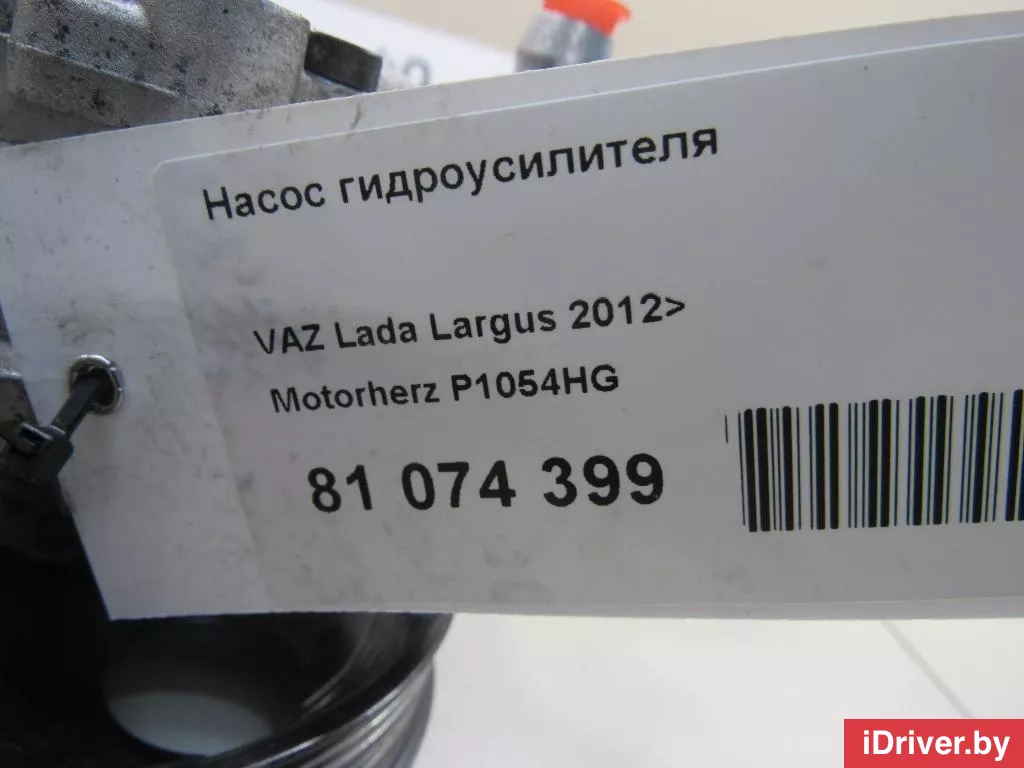 Насос гидроусилителя
VAZ Lada Largus 2012>
Motorherz P1054HG
81 074 399
iDriver.by